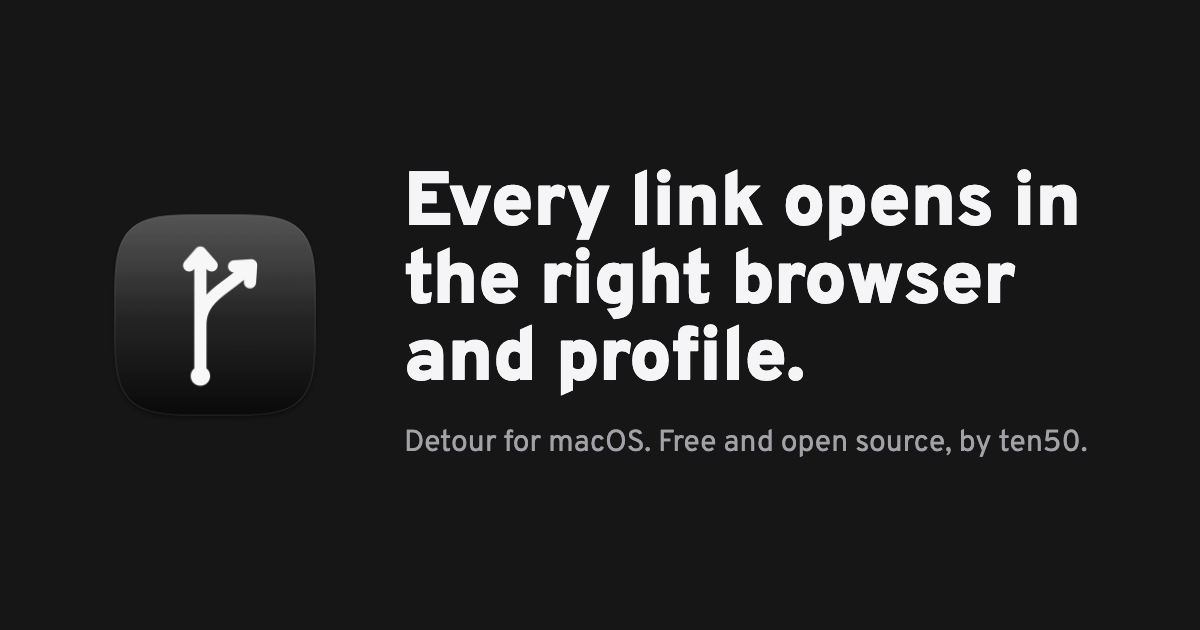 Every link opens in
the right browser
and profile.
Detour for macOS. Free and open source, by ten50.